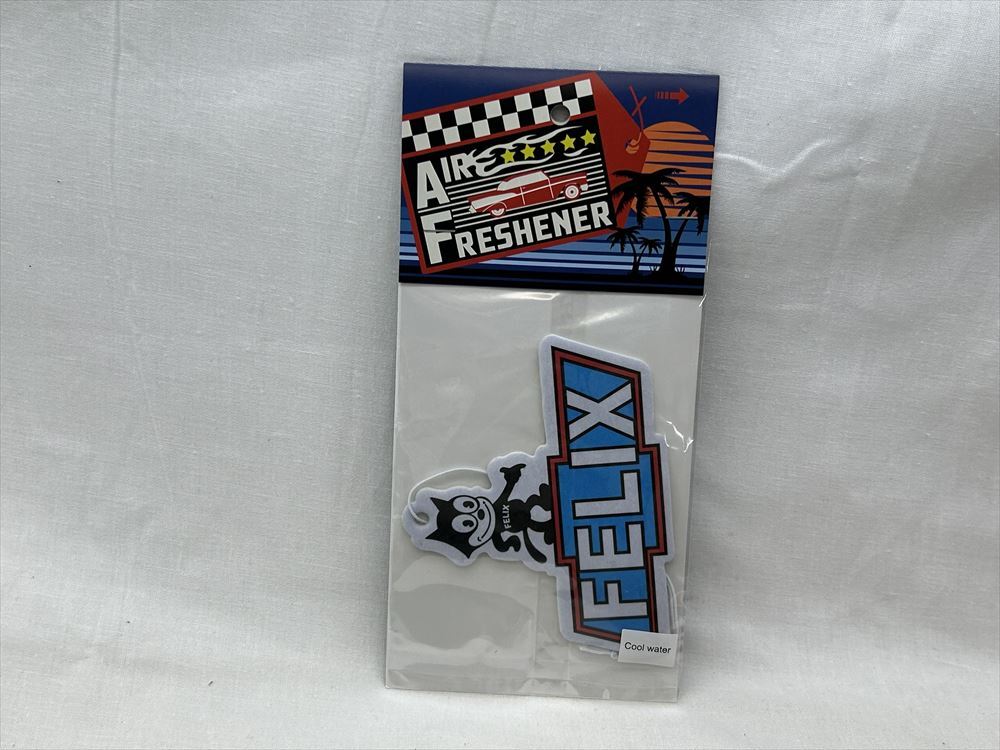 AIR
FRESHENER
FELIX
FELIX
Cool water